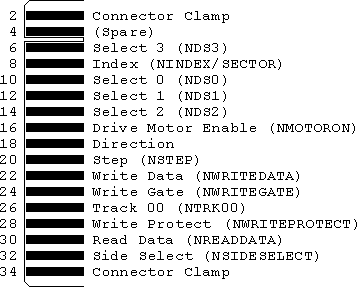 2 Connector Clamp
4 (Spare)
6 Select 3 (NDS3)
8 Index (NINDEX/SECTOR)
10 Select 0 (NDS0)
12 Select 1 (NDS1)
14 Select 2 (NDS2)
16 Drive Motor Enable (NMOTORON)
18 Direction
20 Step (NSTEP)
22 Write Data (NWRITEDATA)
24 Write Gate (NWRITEGATE)
26 Track 00 (NTRK00)
28 Write Protect (NWRITEPROTECT)
30 Read Data (NREADDATA)
32 Side Select (NSIDESELECT)
34 Connector Clamp